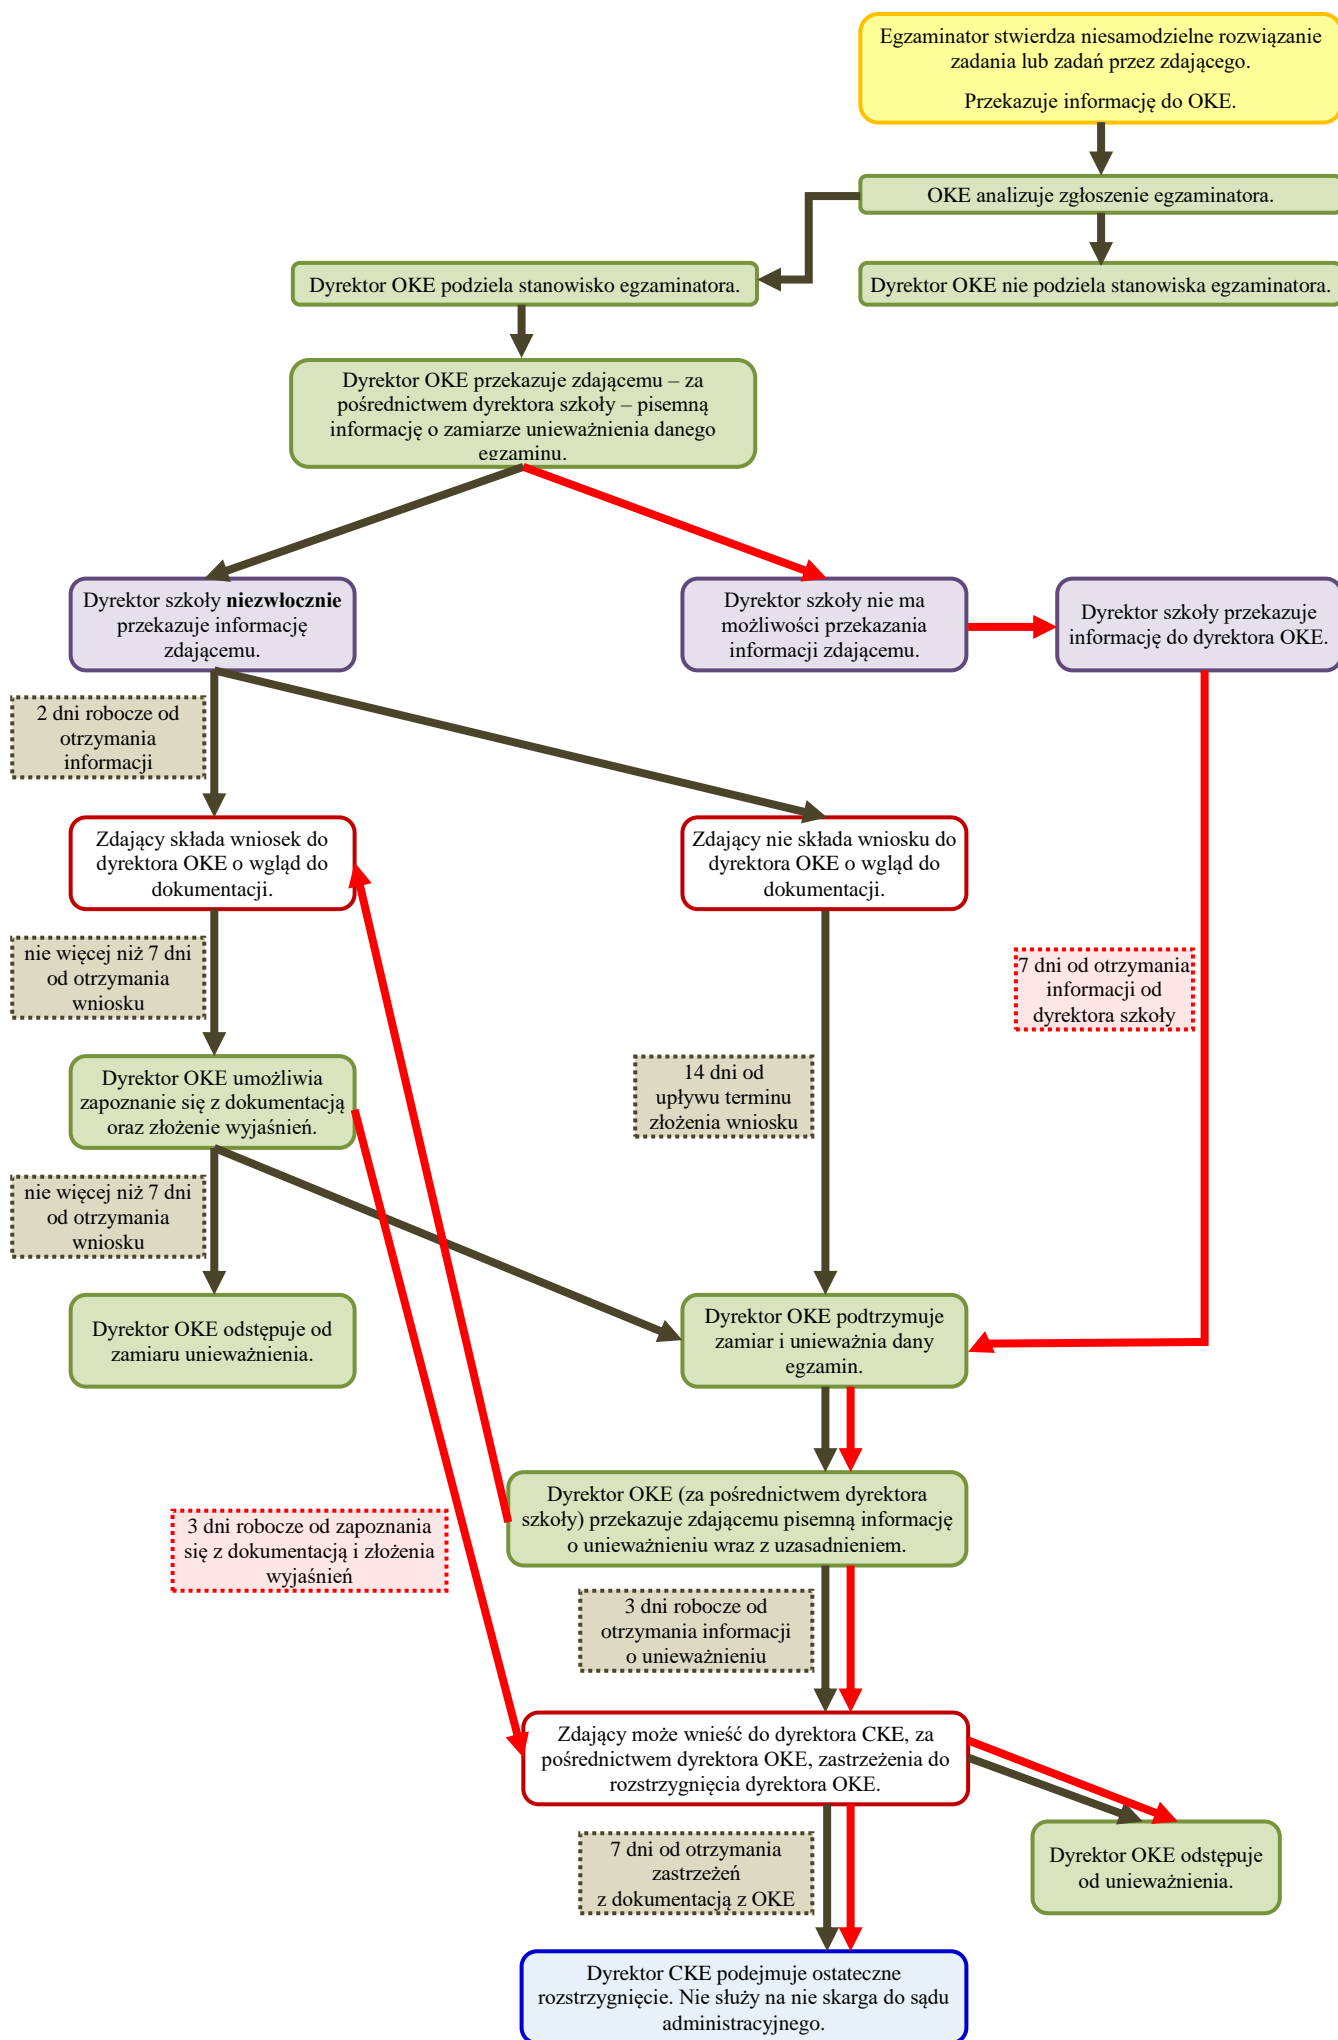 Egzaminator stwierdza niesamodzielne rozwiązanie
zadania lub zadań przez zdającego.
Przekazuje informację do OKE.
OKE analizuje zgłoszenie egzaminatora.
Dyrektor OKE podziela stanowisko egzaminatora.
Dyrektor OKE nie podziela stanowiska egzaminatora.
Dyrektor OKE przekazuje zdającemu – za
pośrednictwem dyrektora szkoły – pisemną
informację o zamiarze unieważnienia danego
egzaminu.
Dyrektor szkoły niezwłocznie
przekazuje informację
zdającemu.
Dyrektor szkoły nie ma
możliwości przekazania
informacji zdającemu.
Dyrektor szkoły przekazuje
informację do dyrektora OKE.
2 dni robocze od
otrzymania
informacji
Zdający składa wniosek do
dyrektora OKE o wgląd do
dokumentacji.
Zdający nie składa wniosku do
dyrektora OKE o wgląd do
dokumentacji.
nie więcej niż 7 dni
od otrzymania
wniosku
7 dni od otrzymania
informacji od
dyrektora szkoły
Dyrektor OKE umożliwia
zapoznanie się z dokumentacją
oraz złożenie wyjaśnień.
14 dni od
upływu terminu
złożenia wniosku
nie więcej niż 7 dni
od otrzymania
wniosku
Dyrektor OKE odstępuje od
zamiaru unieważnienia.
Dyrektor OKE podtrzymuje
zamiar i unieważnia dany
egzamin.
Dyrektor OKE (za pośrednictwem dyrektora
szkoły) przekazuje zdającemu pisemną informację
o unieważnieniu wraz z uzasadnieniem.
3 dni robocze od zapoznania
się z dokumentacją i złożenia
wyjaśnień
3 dni robocze od
otrzymania informacji
o unieważnieniu
Zdający może wnieść do dyrektora CKE, za
pośrednictwem dyrektora OKE, zastrzeżenia do
rozstrzygnięcia dyrektora OKE.
7 dni od otrzymania
zastrzeżeń
z dokumentacją z OKE
Dyrektor OKE odstępuje
od unieważnienia.
Dyrektor CKE podejmuje ostateczne
rozstrzygnięcie. Nie służy na nie skarga do sądu
administracyjnego.